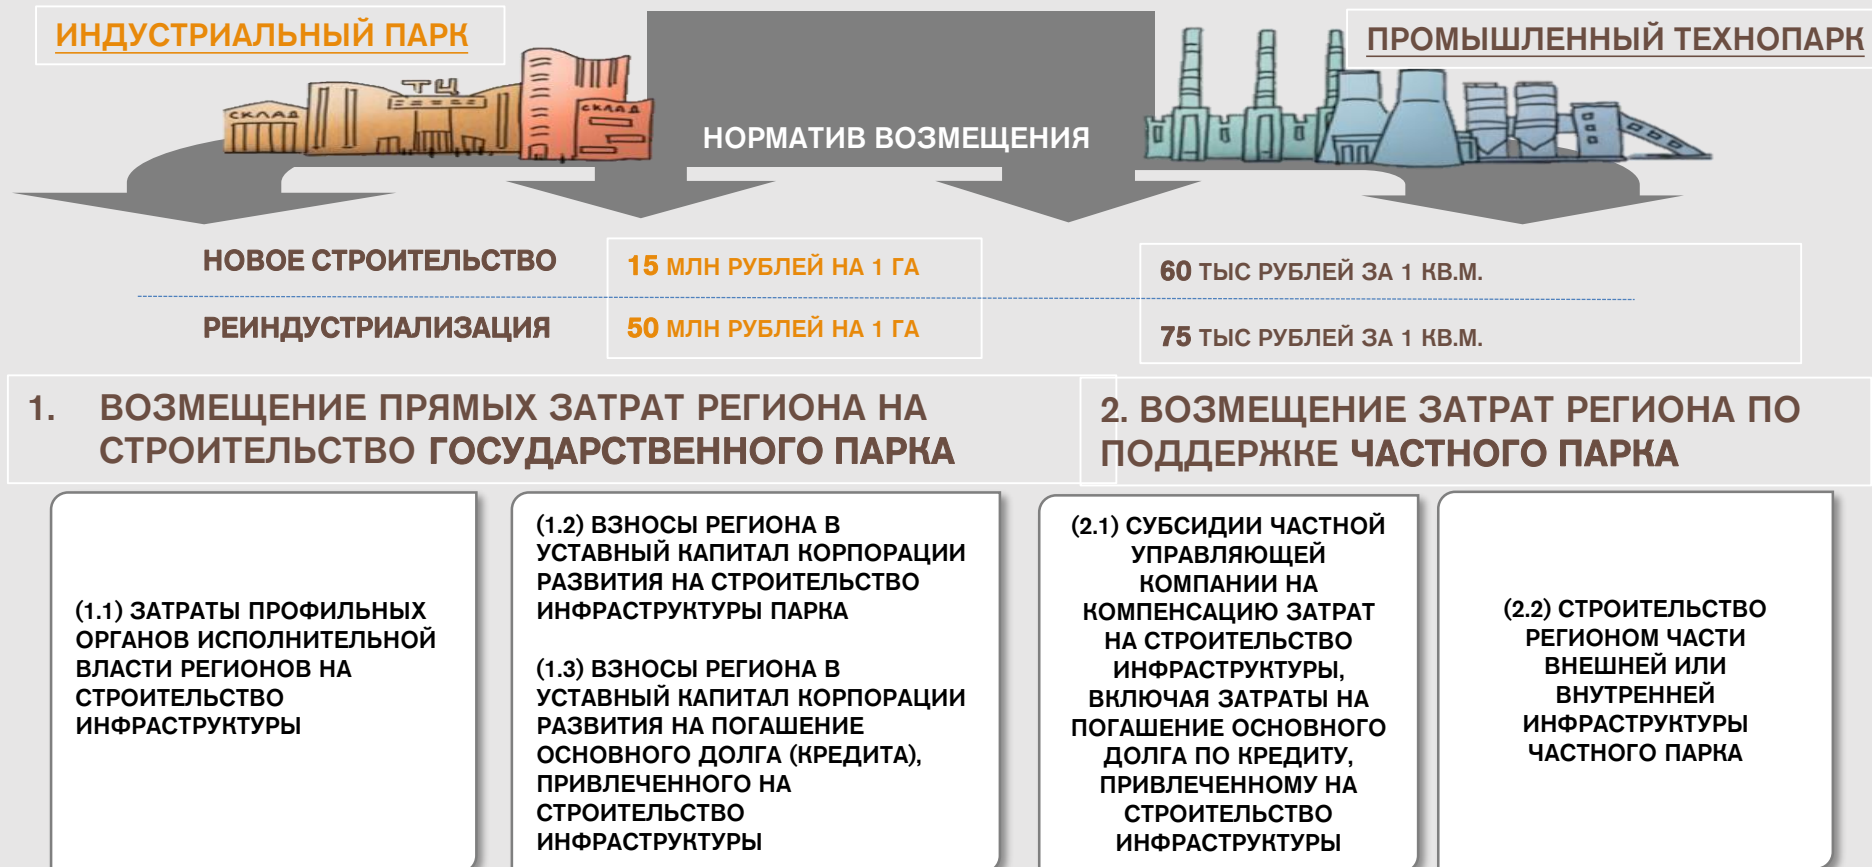 ИНДУСТРИАЛЬНЫЙ ПАРК
ПРОМЫШЛЕННЫЙ ТЕХНОПАРК
СКЛАД
ТЦ
СКЛАД
НОРМАТИВ ВОЗМЕЩЕНИЯ
НОВОЕ СТРОИТЕЛЬСТВО
15 МЛН РУБЛЕЙ НА 1 ГА
60 ТЫС РУБЛЕЙ ЗА 1 КВ.М.
РЕИНДУСТРИАЛИЗАЦИЯ
50 МЛН РУБЛЕЙ НА 1 ГА
75 ТЫС РУБЛЕЙ ЗА 1 КВ.М.
1. ВОЗМЕЩЕНИЕ ПРЯМЫХ ЗАТРАТ РЕГИОНА НА
СТРОИТЕЛЬСТВО ГОСУДАРСТВЕННОГО ПАРКА
2. ВОЗМЕЩЕНИЕ ЗАТРАТ РЕГИОНА ПО
ПОДДЕРЖКЕ ЧАСТНОГО ПАРКА
(1.1) ЗАТРАТЫ ПРОФИЛЬНЫХ
ОРГАНОВ ИСПОЛНИТЕЛЬНОЙ
ВЛАСТИ РЕГИОНОВ НА
СТРОИТЕЛЬСТВО
ИНФРАСТРУКТУРЫ
(1.2) ВЗНОСЫ РЕГИОНА В
УСТАВНЫЙ КАПИТАЛ КОРПОРАЦИИ
РАЗВИТИЯ НА СТРОИТЕЛЬСТВО
ИНФРАСТРУКТУРЫ ПАРКА
(1.3) ВЗНОСЫ РЕГИОНА В
УСТАВНЫЙ КАПИТАЛ КОРПОРАЦИИ
РАЗВИТИЯ НА ПОГАШЕНИЕ
ОСНОВНОГО ДОЛГА (КРЕДИТА),
ПРИВЛЕЧЕННОГО НА
СТРОИТЕЛЬСТВО
ИНФРАСТРУКТУРЫ
(2.1) СУБСИДИИ ЧАСТНОЙ
УПРАВЛЯЮЩЕЙ
КОМПАНИИ НА
КОМПЕНСАЦИЮ ЗАТРАТ
НА СТРОИТЕЛЬСТВО
ИНФРАСТРУКТУРЫ,
ВКЛЮЧАЯ ЗАТРАТЫ НА
ПОГАШЕНИЕ ОСНОВНОГО
ДОЛГА ПО КРЕДИТУ,
ПРИВЛЕЧЕННОМУ НА
СТРОИТЕЛЬСТВО
ИНФРАСТРУКТУРЫ
(2.2) СТРОИТЕЛЬСТВО
РЕГИОНОМ ЧАСТИ
ВНЕШНЕЙ ИЛИ
ВНУТРЕННЕЙ
ИНФРАСТРУКТУРЫ
ЧАСТНОГО ПАРКА